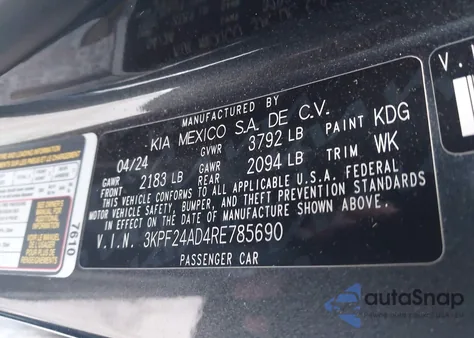 MANUFACTURED BY
KIA MEXICO S.A. DE C.V.
04/24 GVWR 3792 LB PAINT KDG
GAWR FRONT 2183 LB GAWR REAR 2094 LB TRIM WK
THIS VEHICLE CONFORMS TO ALL APPLICABLE U.S.A. FEDERAL
MOTOR VEHICLE SAFETY, BUMPER, AND THEFT PREVENTION STANDARDS
IN EFFECT ON THE DATE OF MANUFACTURE SHOWN ABOVE.
V.I.N. 3KPF24AD4RE785690
PASSENGER CAR
7610
V.I
autoSnap